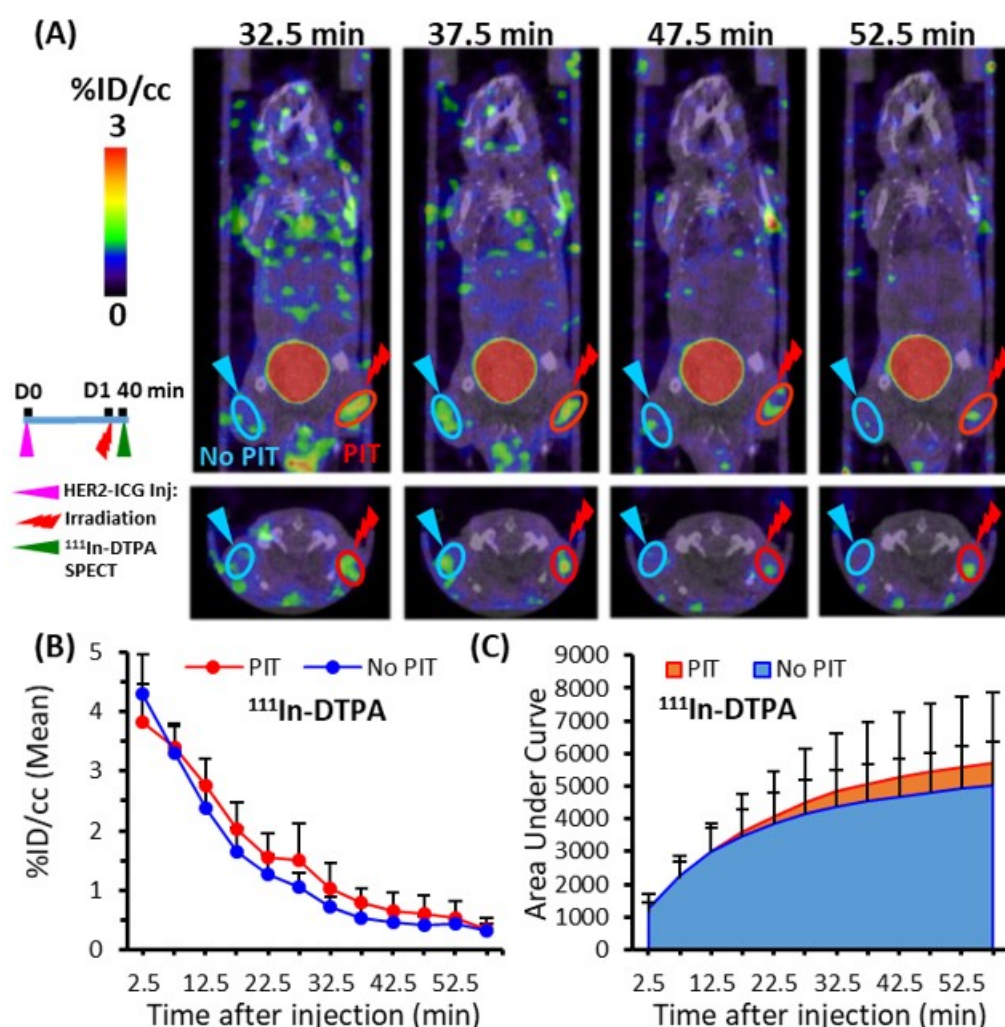 (A)
32.5 min 37.5 min 47.5 min 52.5 min
%ID/cc
3
0
D0 D1 40 min
HER2-ICG Inj:
Irradiation
¹¹¹In-DTPA
SPECT
No PIT PIT
(B)
PIT No PIT
¹¹¹In-DTPA
%ID/cc (Mean)
5
4
3
2
1
0
2.5 12.5 22.5 32.5 42.5 52.5
Time after injection (min)
(C)
PIT No PIT
¹¹¹In-DTPA
Area Under Curve
9000
8000
7000
6000
5000
4000
3000
2000
1000
0
2.5 12.5 22.5 32.5 42.5 52.5
Time after injection (min)